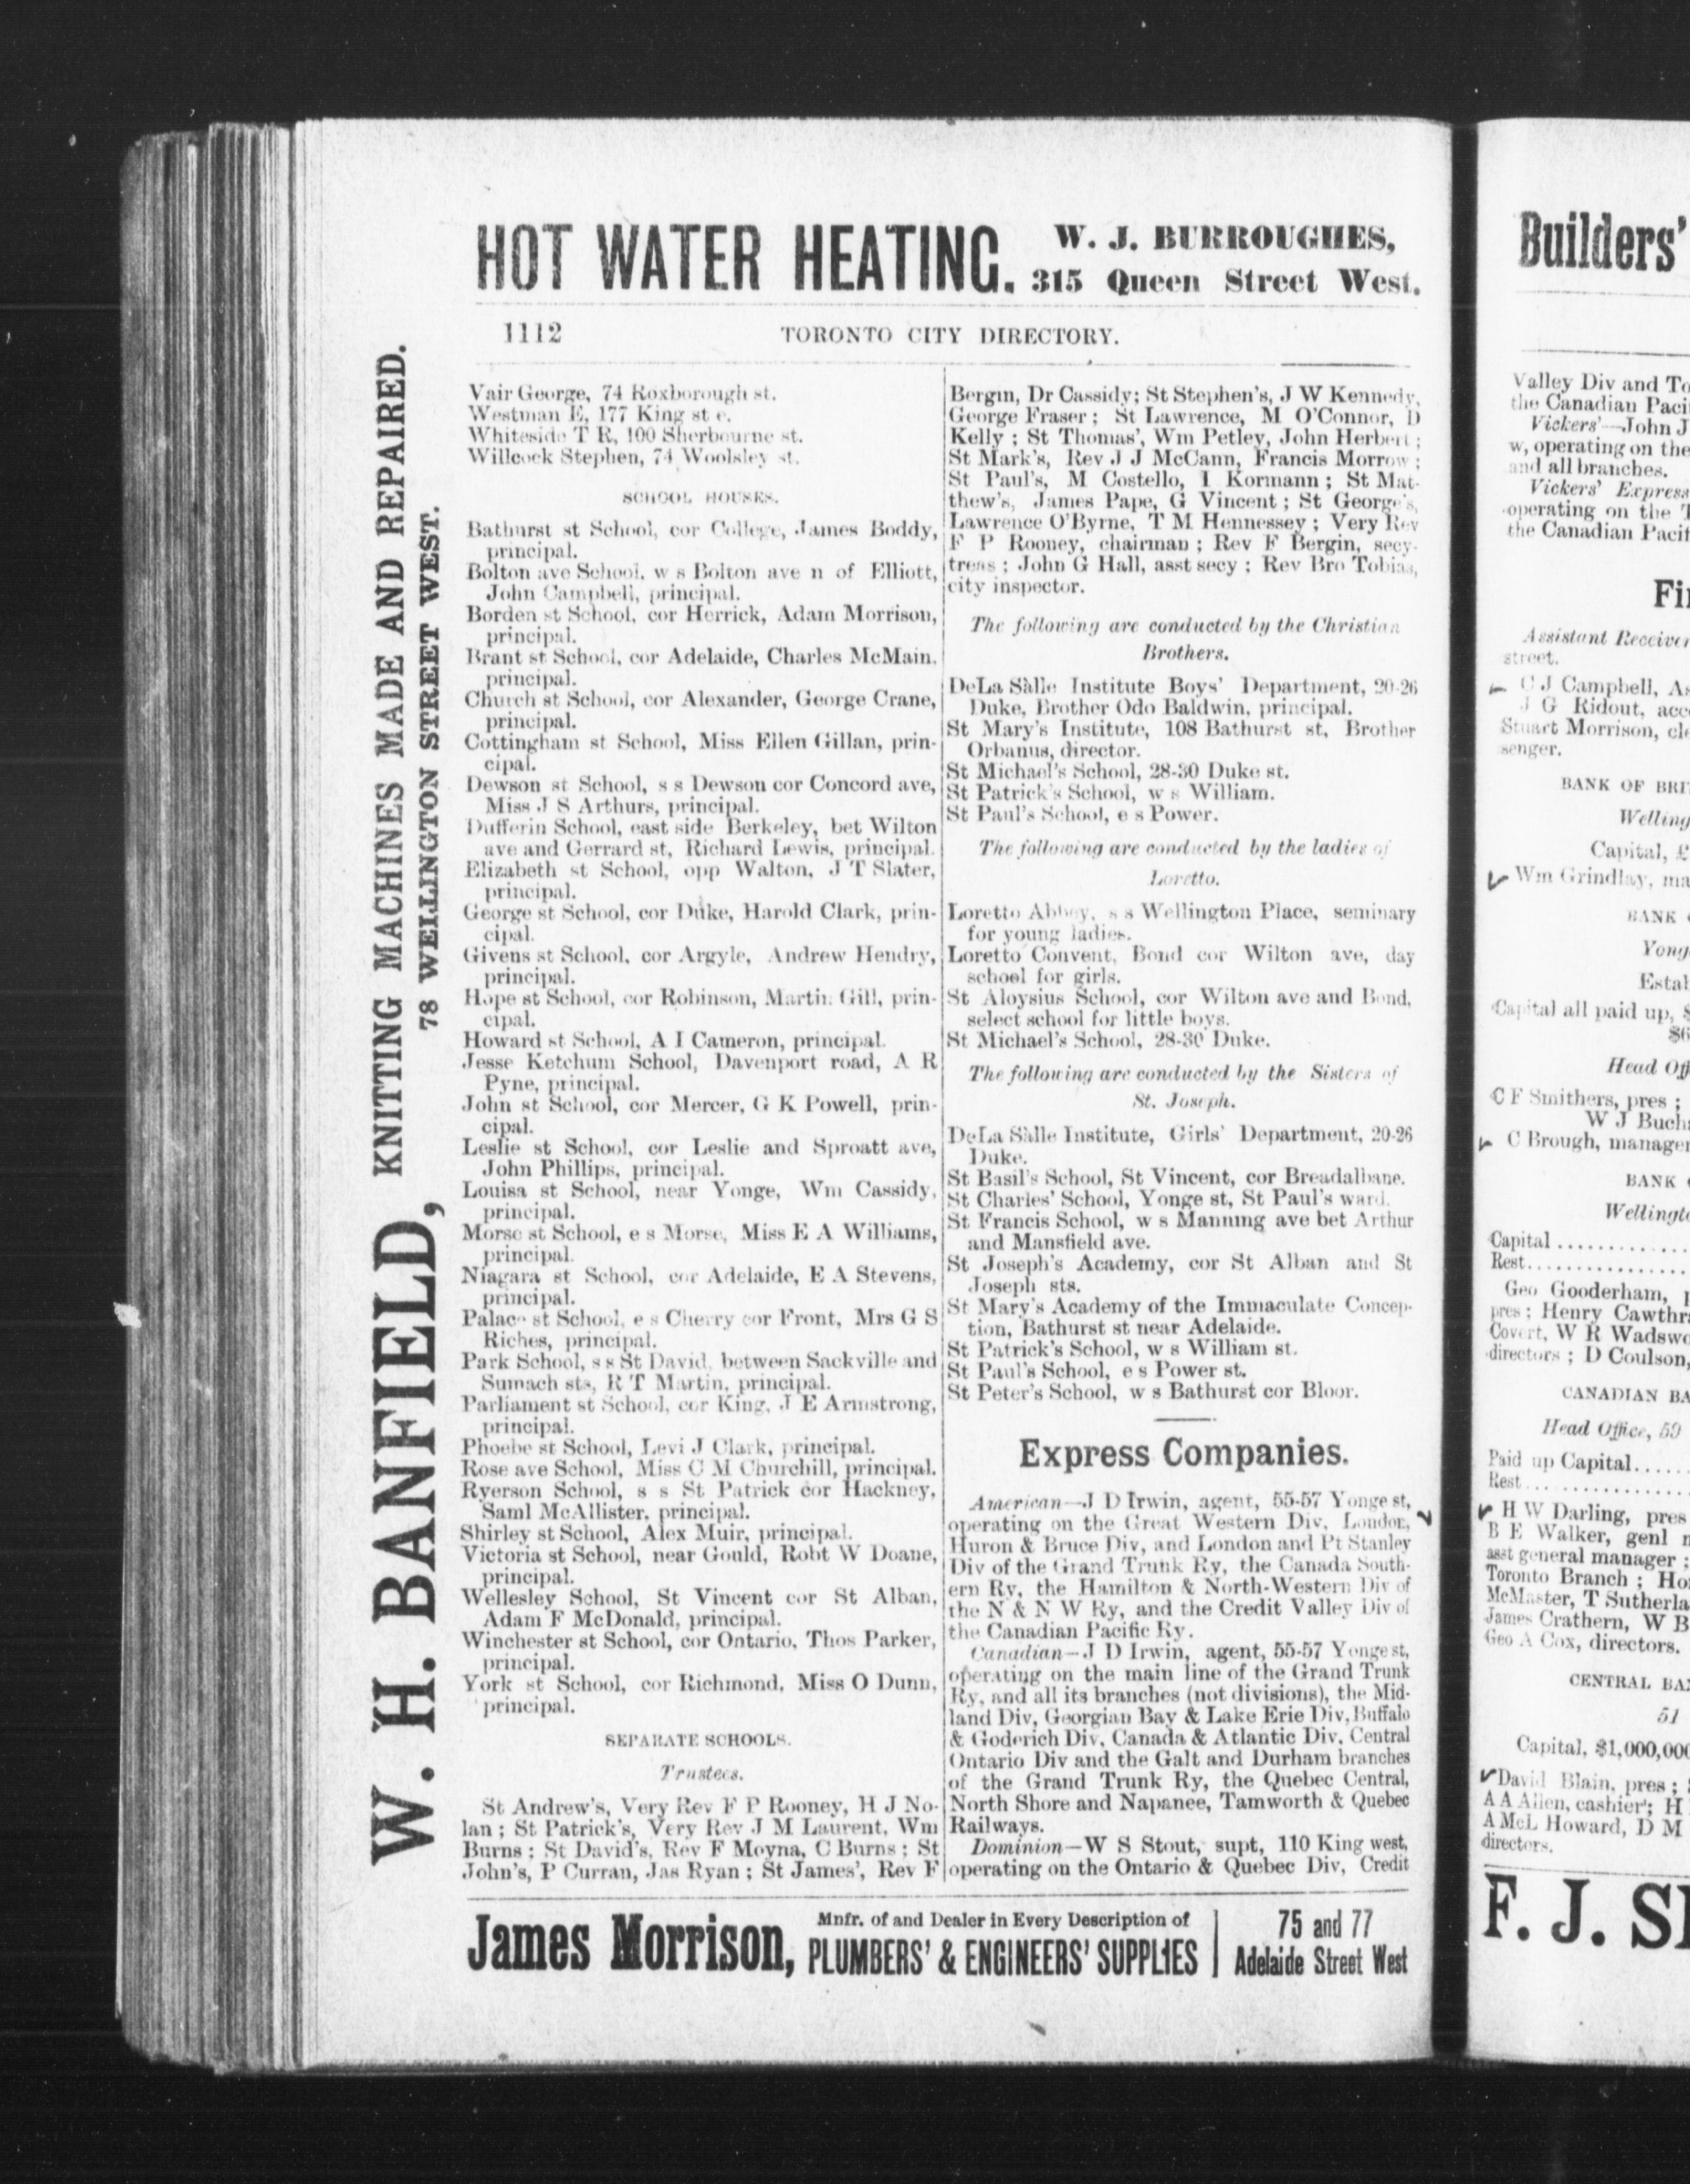 HOT WATER HEATING.
W. J. BURROUGHES,
315 Queen Street West.
1112
TORONTO CITY DIRECTORY.
W. H. BANFIELD, KNITTING MACHINES MADE AND REPAIRED.
78 WELLINGTON STREET WEST.
Vair George, 74 Roxborough st.
Westman E, 177 King st e.
Whiteside T R, 100 Sherbourne st.
Willcock Stephen, 74 Woolsley st.
SCHOOL HOUSES.
Bathurst st School, cor College, James Boddy,
principal.
Bolton ave School, w s Bolton ave n of Elliott,
John Campbell, principal.
Borden st School, cor Herrick, Adam Morrison,
principal.
Brant st School, cor Adelaide, Charles McMain,
principal.
Church st School, cor Alexander, George Crane,
principal.
Cottingham st School, Miss Ellen Gillan, prin-
cipal.
Dewson st School, s s Dewson cor Concord ave,
Miss J S Arthurs, principal.
Dufferin School, east side Berkeley, bet Wilton
ave and Gerrard st, Richard Lewis, principal.
Elizabeth st School, opp Walton, J T Slater,
principal.
George st School, cor Duke, Harold Clark, prin-
cipal.
Givens st School, cor Argyle, Andrew Hendry,
principal.
Hope st School, cor Robinson, Martin Gill, prin-
cipal.
Howard st School, A I Cameron, principal.
Jesse Ketchum School, Davenport road, A R
Pyne, principal.
John st School, cor Mercer, G K Powell, prin-
cipal.
Leslie st School, cor Leslie and Sproatt ave,
John Phillips, principal.
Louisa st School, near Yonge, Wm Cassidy,
principal.
Morse st School, e s Morse, Miss E A Williams,
principal.
Niagara st School, cor Adelaide, E A Stevens,
principal.
Palace st School, e s Cherry cor Front, Mrs G S
Riches, principal.
Park School, s s St David, between Sackville and
Sumach sts, R T Martin, principal.
Parliament st School, cor King, J E Armstrong,
principal.
Phoebe st School, Levi J Clark, principal.
Rose ave School, Miss C M Churchill, principal.
Ryerson School, s s St Patrick cor Hackney,
Saml McAllister, principal.
Shirley st School, Alex Muir, principal.
Victoria st School, near Gould, Robt W Doane,
principal.
Wellesley School, St Vincent cor St Alban,
Adam F McDonald, principal.
Winchester st School, cor Ontario, Thos Parker,
principal.
York st School, cor Richmond, Miss O Dunn,
principal.
SEPARATE SCHOOLS.
Trustees.
St Andrew's, Very Rev F P Rooney, H J No-
lan ; St Patrick's, Very Rev J M Laurent, Wm
Burns ; St David's, Rev F Moyna, C Burns ; St
John's, P Curran, Jas Ryan ; St James', Rev F
Bergin, Dr Cassidy; St Stephen's, J W Kennedy,
George Fraser ; St Lawrence, M O'Connor, D
Kelly ; St Thomas', Wm Petley, John Herbert ;
St Mark's, Rev J J McCann, Francis Morrow ;
St Paul's, M Costello, I Kormann ; St Mat-
thew's, James Pape, G Vincent ; St George's,
Lawrence O'Byrne, T M Hennessey ; Very Rev
F P Rooney, chairman ; Rev F Bergin, secy-
treas ; John G Hall, asst secy ; Rev Bro Tobias,
city inspector.
The following are conducted by the Christian
Brothers.
DeLa Salle Institute Boys' Department, 20-26
Duke, Brother Odo Baldwin, principal.
St Mary's Institute, 108 Bathurst st, Brother
Orbanus, director.
St Michael's School, 28-30 Duke st.
St Patrick's School, w s William.
St Paul's School, e s Power.
The following are conducted by the ladies of
Loretto.
Loretto Abbey, s s Wellington Place, seminary
for young ladies.
Loretto Convent, Bond cor Wilton ave, day
school for girls.
St Aloysius School, cor Wilton ave and Bond,
select school for little boys.
St Michael's School, 28-30 Duke.
The following are conducted by the Sisters of
St. Joseph.
DeLa Salle Institute, Girls' Department, 20-26
Duke.
St Basil's School, St Vincent, cor Breadalbane.
St Charles' School, Yonge st, St Paul's ward.
St Francis School, w s Manning ave bet Arthur
and Mansfield ave.
St Joseph's Academy, cor St Alban and St
Joseph sts.
St Mary's Academy of the Immaculate Concep-
tion, Bathurst st near Adelaide.
St Patrick's School, w s William st.
St Paul's School, e s Power st.
St Peter's School, w s Bathurst cor Bloor.
Express Companies.
American—J D Irwin, agent, 55-57 Yonge st,
operating on the Great Western Div, London,
Huron & Bruce Div, and London and Pt Stanley
Div of the Grand Trunk Ry, the Canada South-
ern Ry, the Hamilton & North-Western Div of
the N & N W Ry, and the Credit Valley Div of
the Canadian Pacific Ry.
Canadian—J D Irwin, agent, 55-57 Yonge st,
operating on the main line of the Grand Trunk
Ry, and all its branches (not divisions), the Mid-
land Div, Georgian Bay & Lake Erie Div, Buffalo
& Goderich Div, Canada & Atlantic Div, Central
Ontario Div and the Galt and Durham branches
of the Grand Trunk Ry, the Quebec Central,
North Shore and Napanee, Tamworth & Quebec
Railways.
Dominion—W S Stout, supt, 110 King west,
operating on the Ontario & Quebec Div, Credit
James Morrison, Mnfr. of and Dealer in Every Description of
PLUMBERS' & ENGINEERS' SUPPLIES
75 and 77
Adelaide Street West
Builders'
Valley Div and
the Canadian
Vickers'—John J
w, operating on the
and all branches.
Vickers' Express
operating on the
the Canadian
Assistant Receiver
street.
C J Campbell,
J G Ridout,
Stuart Morrison,
senger.
BANK OF
Capital,
Wm Grindlay,
BANK
Capital all paid up,
Head
C F Smithers, pres ;
W J
C Brough, manager
BANK
Capital
Rest
Geo Gooderham,
pres ; Henry
Covert, W R
directors ; D Coulson,
CANADIAN
Head Office, 59
Paid up Capital
Rest
H W Darling, pres
B E Walker, genl
asst general manager ;
Toronto Branch ;
McMaster, T
James Crathern, W B
Geo A Cox, directors.
CENTRAL
51
Capital, $1,000,000
David Blain, pres ;
A A Allen, cashier ; H
A McL Howard, D M
directors.
F. J.